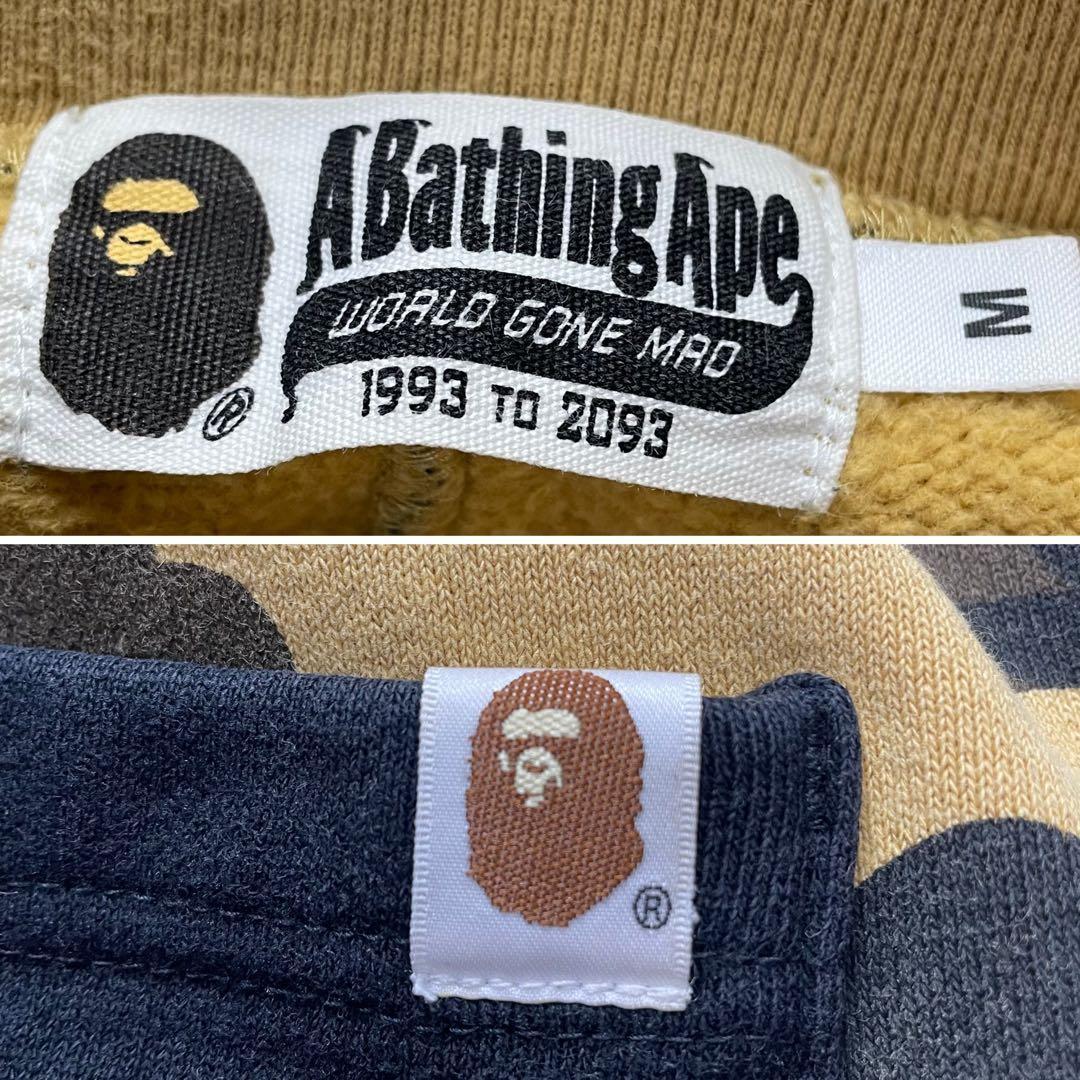 A Bathing Ape
WORLD GONE MAD
1993 TO 2093
®
M
®